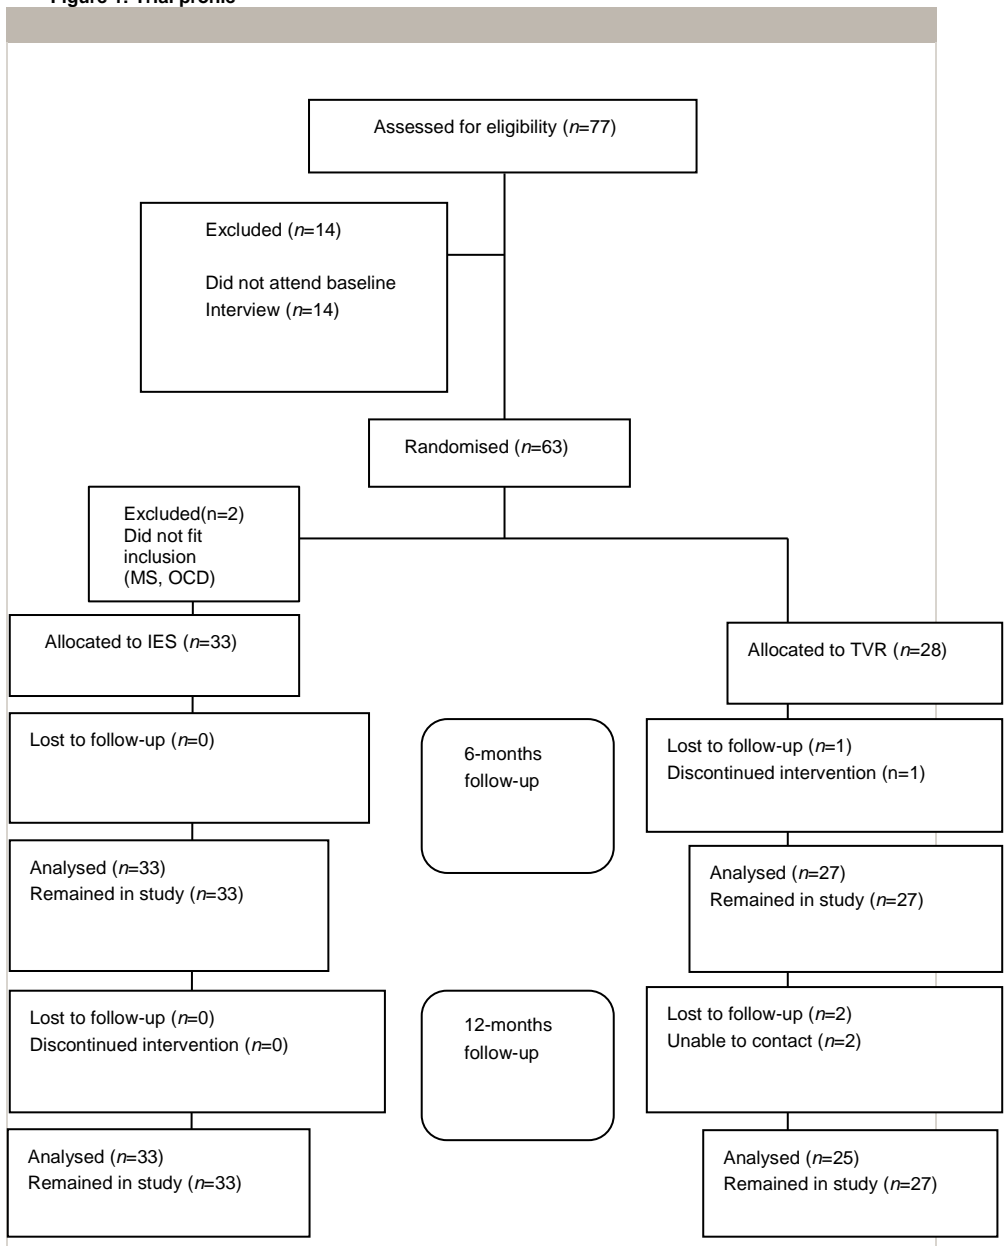 Figure 1. Trial profile
Assessed for eligibility (n=77)
Excluded (n=14)
Did not attend baseline
Interview (n=14)
Randomised (n=63)
Excluded(n=2)
Did not fit
inclusion
(MS, OCD)
Allocated to IES (n=33)
Allocated to TVR (n=28)
Lost to follow-up (n=0)
6-months
follow-up
Lost to follow-up (n=1)
Discontinued intervention (n=1)
Analysed (n=33)
Remained in study (n=33)
Analysed (n=27)
Remained in study (n=27)
Lost to follow-up (n=0)
Discontinued intervention (n=0)
12-months
follow-up
Lost to follow-up (n=2)
Unable to contact (n=2)
Analysed (n=33)
Remained in study (n=33)
Analysed (n=25)
Remained in study (n=27)